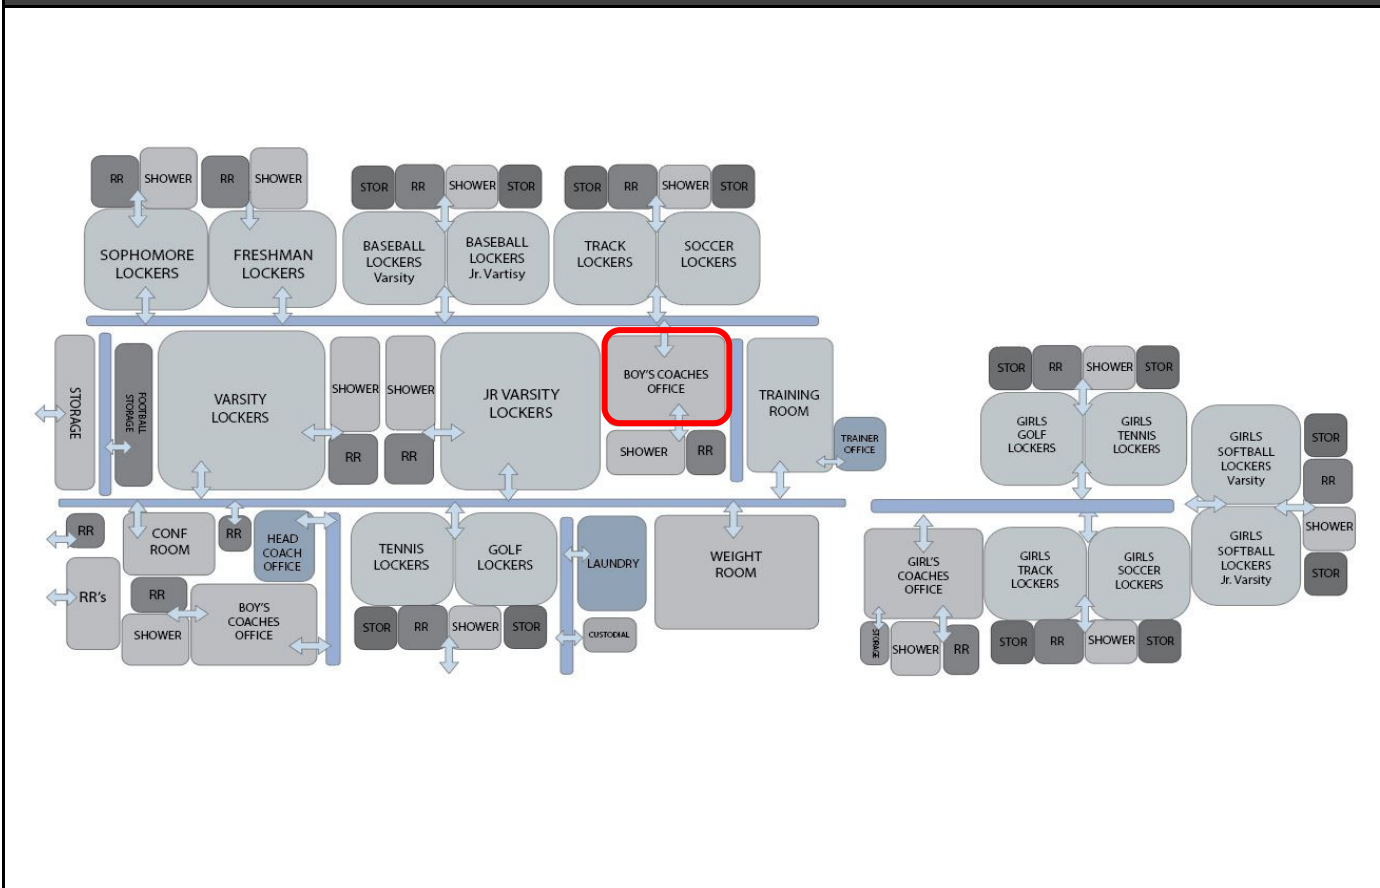 RR
SHOWER
RR
SHOWER
STOR
RR
SHOWER
STOR
STOR
RR
SHOWER
STOR
SOPHOMORE
LOCKERS
FRESHMAN
LOCKERS
BASEBALL
LOCKERS
Varsity
BASEBALL
LOCKERS
Jr. Vartisy
TRACK
LOCKERS
SOCCER
LOCKERS
STORAGE
FOOTBALL
STORAGE
VARSITY
LOCKERS
SHOWER
RR
SHOWER
RR
JR VARSITY
LOCKERS
BOY'S COACHES
OFFICE
SHOWER
RR
TRAINING
ROOM
TRAINER
OFFICE
RR
RR's
CONF
ROOM
RR
HEAD
COACH
OFFICE
RR
SHOWER
BOY'S
COACHES
OFFICE
TENNIS
LOCKERS
GOLF
LOCKERS
STOR
RR
SHOWER
STOR
LAUNDRY
CUSTODIAL
WEIGHT
ROOM
STOR
RR
SHOWER
STOR
GIRLS
GOLF
LOCKERS
GIRLS
TENNIS
LOCKERS
GIRLS
SOFTBALL
LOCKERS
Varsity
STOR
RR
SHOWER
STOR
GIRLS
SOFTBALL
LOCKERS
Jr. Varsity
GIRL'S
COACHES
OFFICE
STORAGE
SHOWER
RR
GIRLS
TRACK
LOCKERS
GIRLS
SOCCER
LOCKERS
STOR
RR
SHOWER
STOR